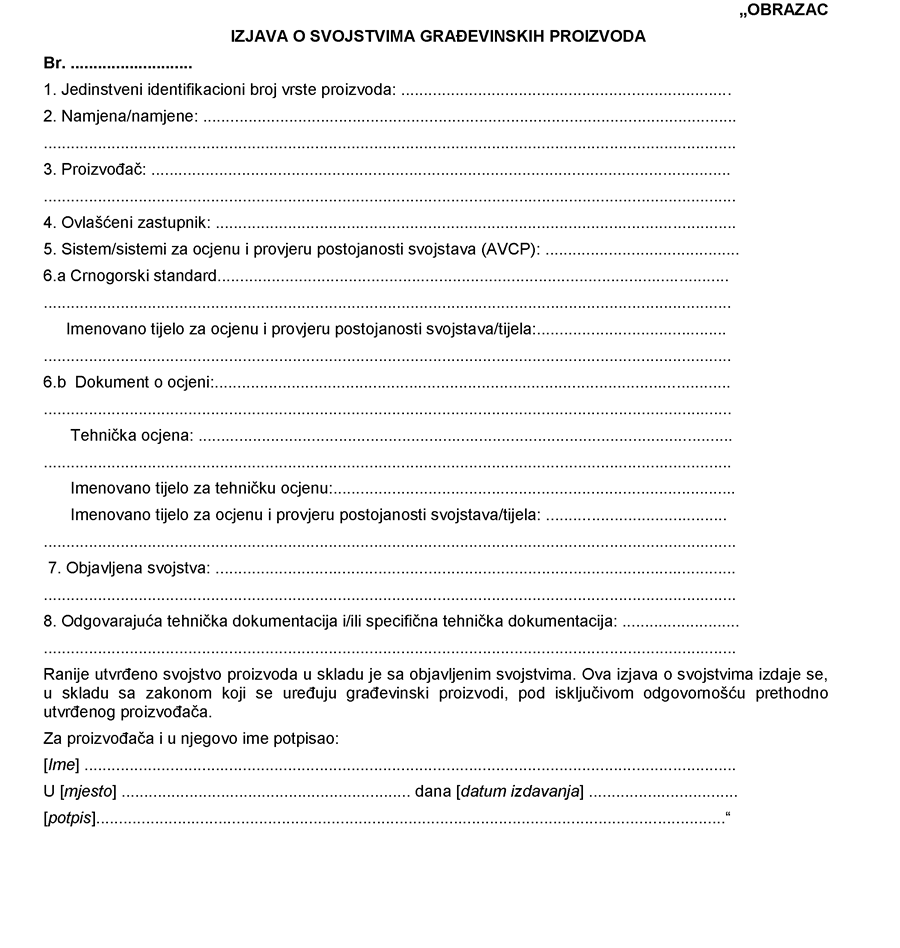 „OBRAZAC
IZJAVA O SVOJSTVIMA GRAĐEVINSKIH PROIZVODA
Br. ...........................
1. Jedinstveni identifikacioni broj vrste proizvoda: .........................................................................
2. Namjena/namjene: ......................................................................................................................
.........................................................................................................................................................
3. Proizvođač: ................................................................................................................................
.........................................................................................................................................................
4. Ovlašćeni zastupnik: ...................................................................................................................
5. Sistem/sistemi za ocjenu i provjeru postojanosti svojstava (AVCP): ...........................................
6.a Crnogorski standard.................................................................................................................
........................................................................................................................................................
Imenovano tijelo za ocjenu i provjeru postojanosti svojstava/tijela:..........................................
........................................................................................................................................................
6.b Dokument o ocjeni:..................................................................................................................
........................................................................................................................................................
Tehnička ocjena: ......................................................................................................................
........................................................................................................................................................
Imenovano tijelo za tehničku ocjenu:.........................................................................................
Imenovano tijelo za ocjenu i provjeru postojanosti svojstava/tijela: ........................................
.........................................................................................................................................................
7. Objavljena svojstva: ...................................................................................................................
.........................................................................................................................................................
8. Odgovarajuća tehnička dokumentacija i/ili specifična tehnička dokumentacija: ..........................
.........................................................................................................................................................
Ranije utvrđeno svojstvo proizvoda u skladu je sa objavljenim svojstvima. Ova izjava o svojstvima izdaje se,
u skladu sa zakonom koji se uređuju građevinski proizvodi, pod isključivom odgovornošću prethodno
utvrđenog proizvođača.
Za proizvođača i u njegovo ime potpisao:
[Ime] ................................................................................................................................................
U [mjesto] ................................................................ dana [datum izdavanja] .................................
[potpis]...........................................................................................................................................“